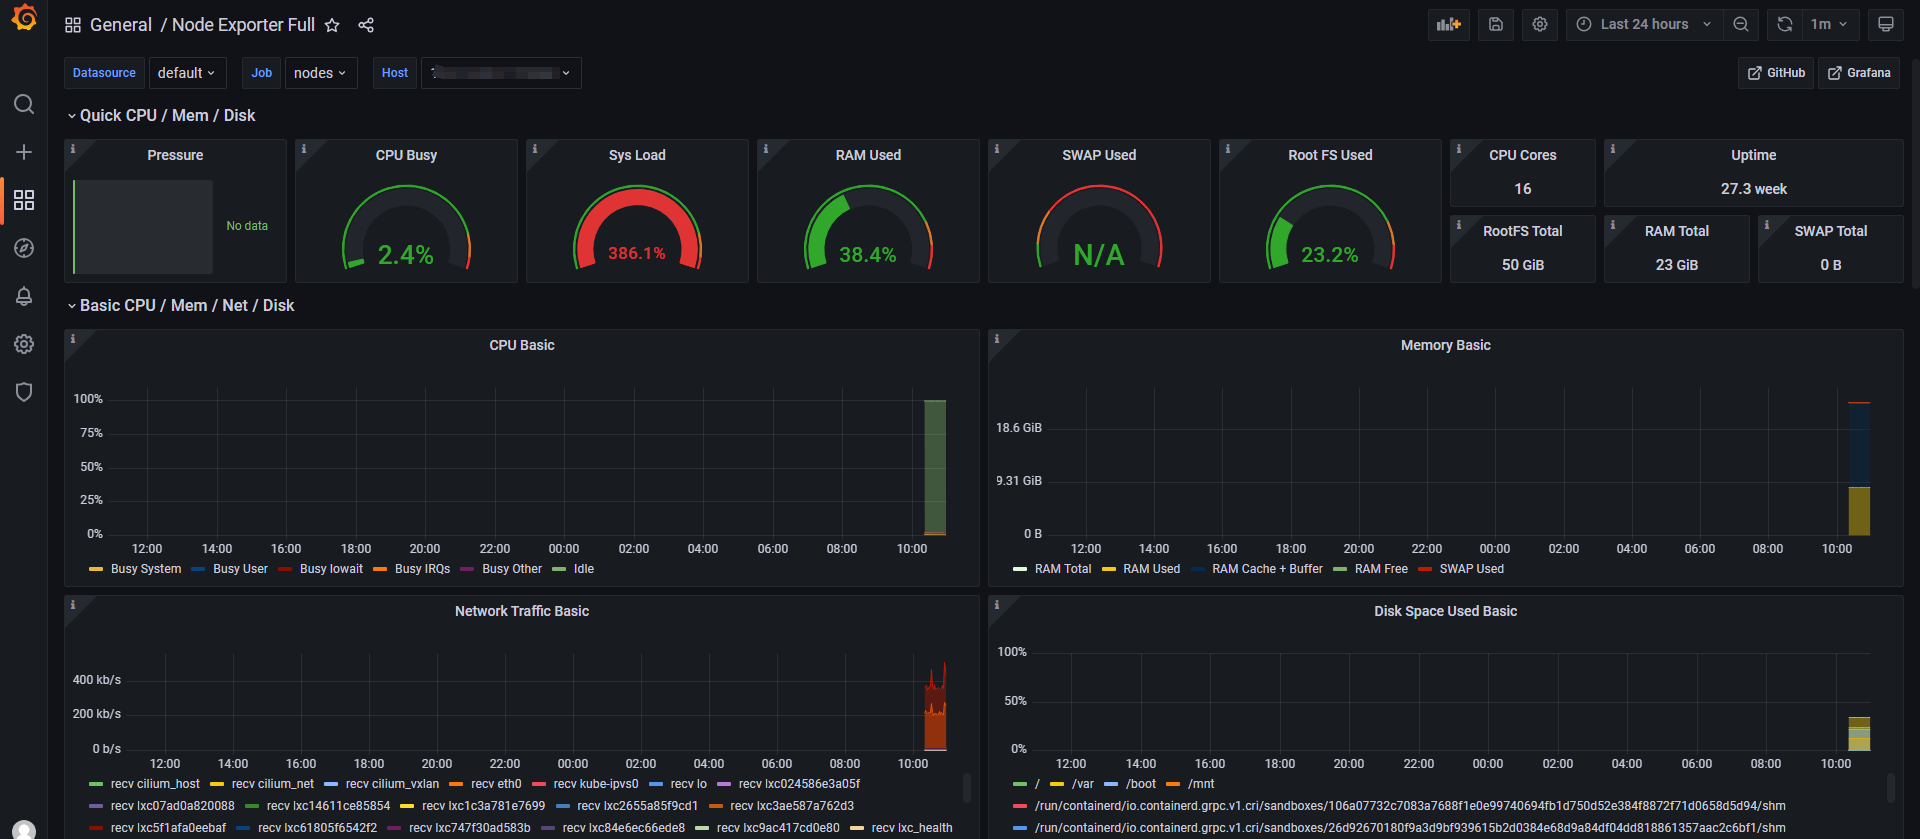 General / Node Exporter Full
Last 24 hours
1m
Datasource default Job nodes Host
GitHub Grafana
Quick CPU / Mem / Disk
Pressure
No data
CPU Busy
2.4%
Sys Load
386.1%
RAM Used
38.4%
SWAP Used
N/A
Root FS Used
23.2%
CPU Cores
16
Uptime
27.3 week
RootFS Total
50 GiB
RAM Total
23 GiB
SWAP Total
0 B
Basic CPU / Mem / Net / Disk
CPU Basic
100%
75%
50%
25%
0%
12:00 14:00 16:00 18:00 20:00 22:00 00:00 02:00 04:00 06:00 08:00 10:00
Busy System Busy User Busy Iowait Busy IRQs Busy Other Idle
Memory Basic
18.6 GiB
9.31 GiB
0 B
12:00 14:00 16:00 18:00 20:00 22:00 00:00 02:00 04:00 06:00 08:00 10:00
RAM Total RAM Used RAM Cache + Buffer RAM Free SWAP Used
Network Traffic Basic
400 kb/s
200 kb/s
0 b/s
12:00 14:00 16:00 18:00 20:00 22:00 00:00 02:00 04:00 06:00 08:00 10:00
recv cilium_host recv cilium_net recv cilium_vxlan recv eth0 recv kube-ipvs0 recv lo recv lxc024586e3a05f
recv lxc07ad0a820088 recv lxc14611ce85854 recv lxc1c3a781e7699 recv lxc2655a85f9cd1 recv lxc3ae587a762d3
recv lxc5f1afa0eebaf recv lxc61805f6542f2 recv lxc747f30ad583b recv lxc84e6ec66ede8 recv lxc9ac417cd0e80 recv lxc_health
Disk Space Used Basic
100%
50%
0%
12:00 14:00 16:00 18:00 20:00 22:00 00:00 02:00 04:00 06:00 08:00 10:00
/ /var /boot /mnt
/run/containerd/io.containerd.grpc.v1.cri/sandboxes/106a07732c7083a7688f1e0e99740694fb1d750d52e384f8872f71d0658d5d94/shm
/run/containerd/io.containerd.grpc.v1.cri/sandboxes/26d92670180f9a3d9bf939615b2d0384e68d9a84df04dd818861357aac2c6bf1/shm